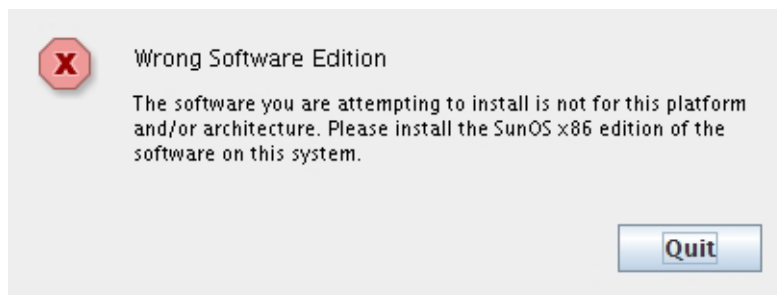 Wrong Software Edition
The software you are attempting to install is not for this platform
and/or architecture. Please install the SunOS x86 edition of the
software on this system.
Quit